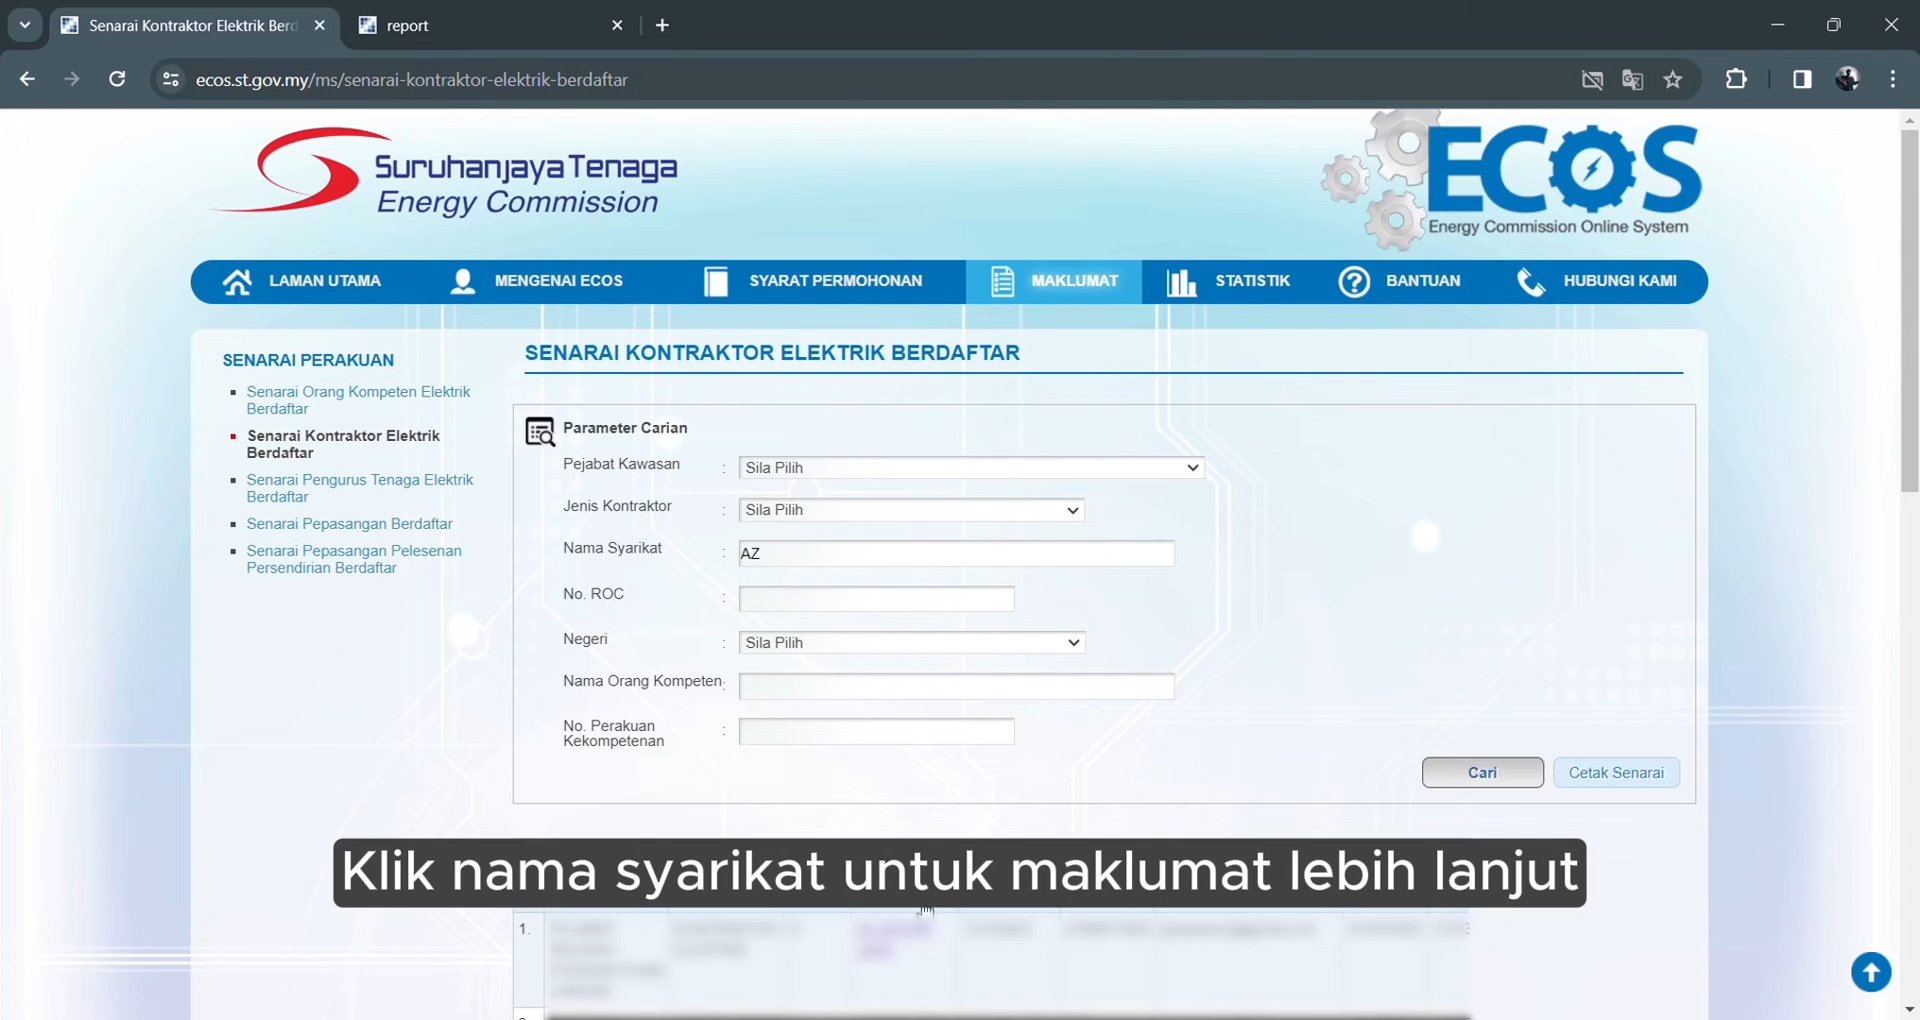 Senarai Kontraktor Elektrik Berd
report
ecos.st.gov.my/ms/senarai-kontraktor-elektrik-berdaftar
Suruhanjaya Tenaga
Energy Commission
ECOS
Energy Commission Online System
LAMAN UTAMA
MENGENAI ECOS
SYARAT PERMOHONAN
MAKLUMAT
STATISTIK
BANTUAN
HUBUNGI KAMI
SENARAI PERAKUAN
Senarai Orang Kompeten Elektrik
Berdaftar
Senarai Kontraktor Elektrik
Berdaftar
Senarai Pengurus Tenaga Elektrik
Berdaftar
Senarai Pepasangan Berdaftar
Senarai Pepasangan Pelesenan
Persendirian Berdaftar
SENARAI KONTRAKTOR ELEKTRIK BERDAFTAR
Parameter Carian
Pejabat Kawasan : Sila Pilih
Jenis Kontraktor : Sila Pilih
Nama Syarikat : AZ
No. ROC :
Negeri : Sila Pilih
Nama Orang Kompeten :
No. Perakuan
Kekompetenan :
Cari
Cetak Senarai
Klik nama syarikat untuk maklumat lebih lanjut
1.